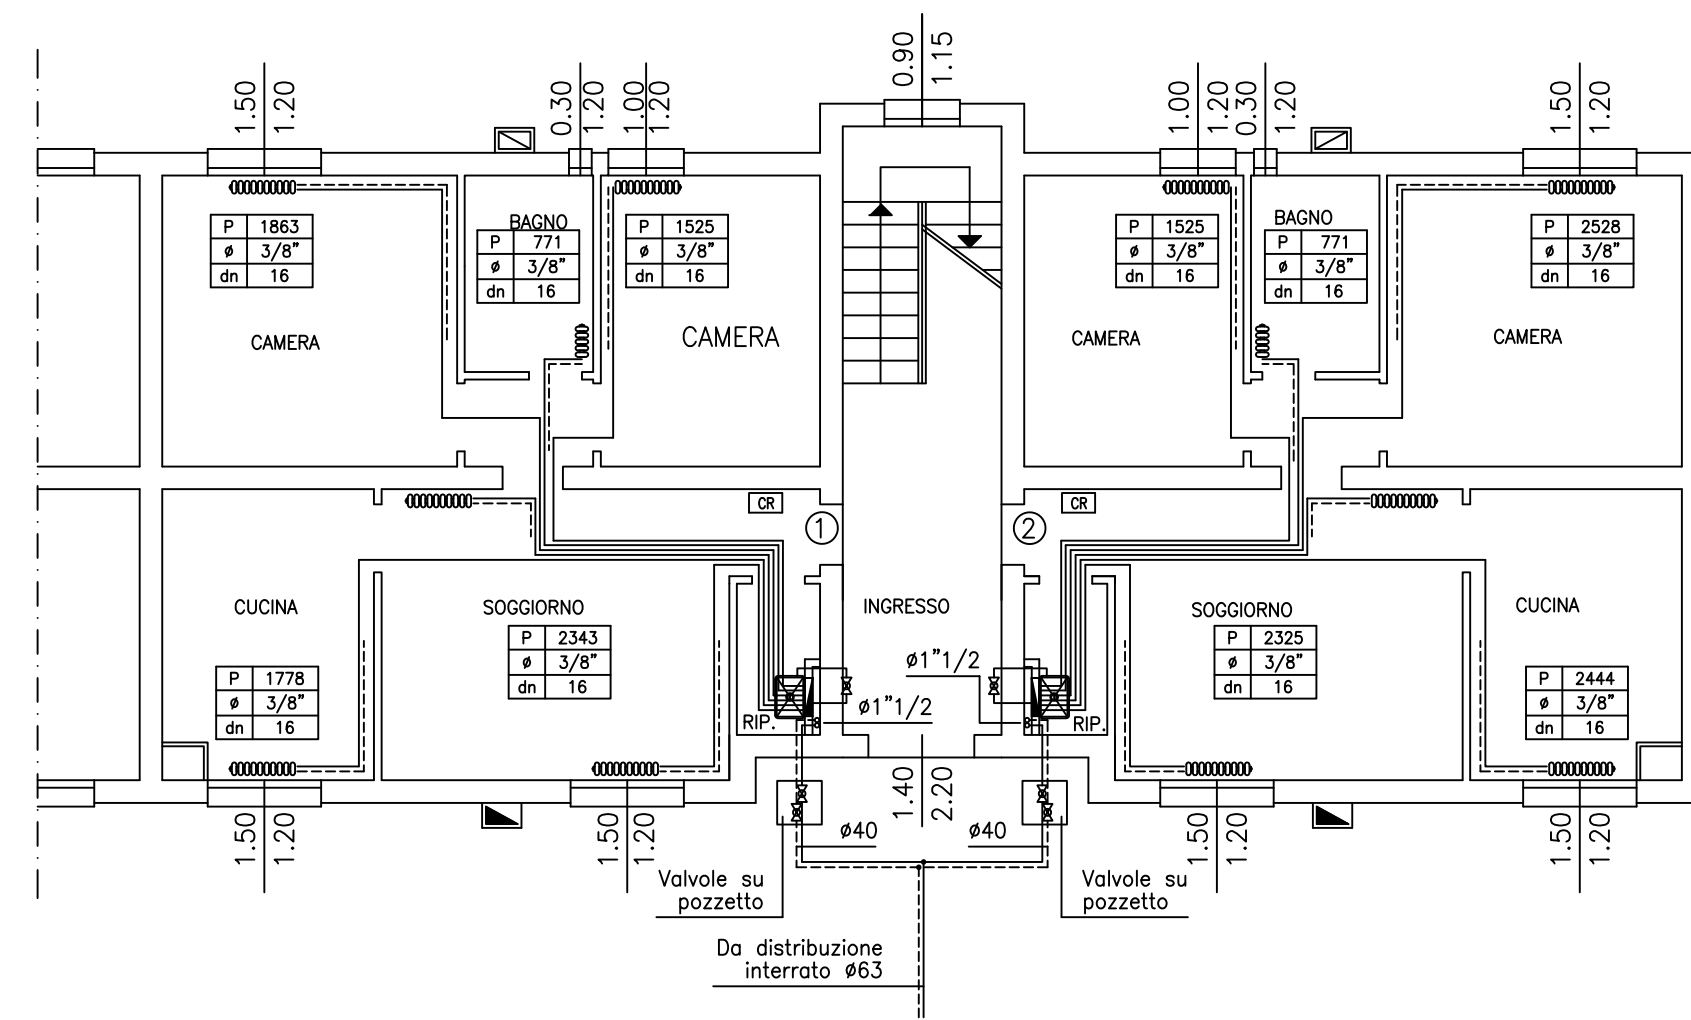 1.50
1.20
0.30
1.20
1.00
1.20
0.90
1.15
1.00
1.20
0.30
1.20
1.50
1.20
P 1863
ø 3/8"
dn 16
BAGNO
P 771
ø 3/8"
dn 16
P 1525
ø 3/8"
dn 16
P 1525
ø 3/8"
dn 16
BAGNO
P 771
ø 3/8"
dn 16
P 2528
ø 3/8"
dn 16
CAMERA
CAMERA
CAMERA
CAMERA
CR
1
2
CR
CUCINA
SOGGIORNO
INGRESSO
SOGGIORNO
CUCINA
P 2343
ø 3/8"
dn 16
P 2325
ø 3/8"
dn 16
P 1778
ø 3/8"
dn 16
P 2444
ø 3/8"
dn 16
ø1"1/2
ø1"1/2
RIP.
RIP.
1.50
1.20
1.50
1.20
1.40
2.20
1.50
1.20
1.50
1.20
ø40
ø40
Valvole su
pozzetto
Valvole su
pozzetto
Da distribuzione
interrato ø63